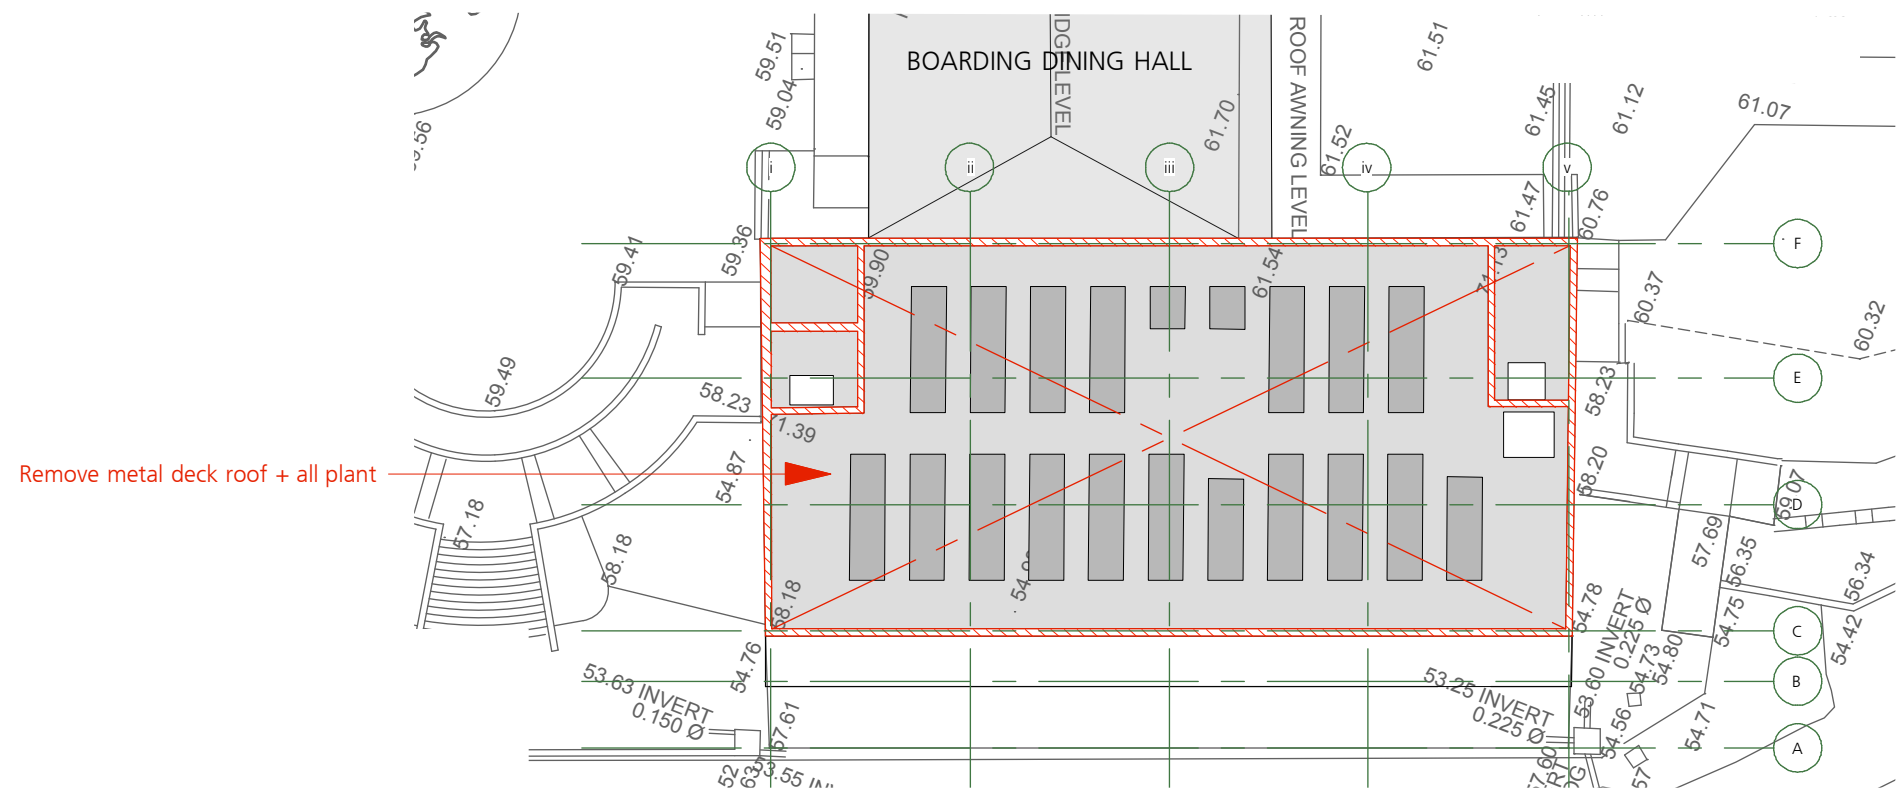 59.51
59.04
BOARDING DINING HALL
61.70
ROOF AWNING LEVEL
61.52
61.51
61.45
61.12
61.07
i
ii
iii
iv
v
59.41
59.36
59.90
61.54
61.47
60.76
F
60.37
60.32
59.49
58.23
58.23
E
Remove metal deck roof + all plant
54.87
58.20
59.07
D
57.18
58.18
58.18
57.69
56.35
56.34
54.78
54.75
C
54.42
54.76
53.63 INVERT
0.150 Ø
53.25 INVERT
0.225 Ø
53.60 INVERT
0.225 Ø
54.73
54.80
B
57.61
54.56
54.71
A